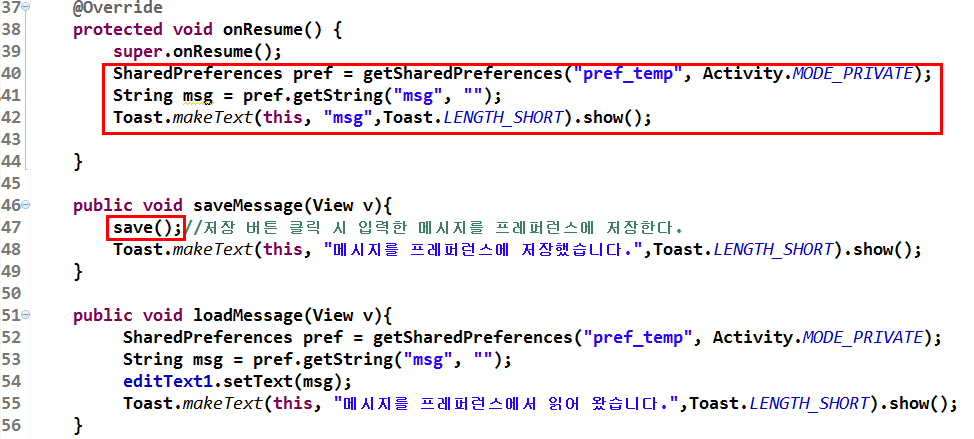 37 @Override
38 protected void onResume() {
39 super.onResume();
40 SharedPreferences pref = getSharedPreferences("pref_temp", Activity.MODE_PRIVATE);
41 String msg = pref.getString("msg", "");
42 Toast.makeText(this, "msg",Toast.LENGTH_SHORT).show();
43
44 }
45
46 public void saveMessage(View v){
47 save();//저장 버튼 클릭 시 입력한 메시지를 프레퍼런스에 저장한다.
48 Toast.makeText(this, "메시지를 프레퍼런스에 저장했습니다.",Toast.LENGTH_SHORT).show();
49 }
50
51 public void loadMessage(View v){
52 SharedPreferences pref = getSharedPreferences("pref_temp", Activity.MODE_PRIVATE);
53 String msg = pref.getString("msg", "");
54 editText1.setText(msg);
55 Toast.makeText(this, "메시지를 프레퍼런스에서 읽어 왔습니다.",Toast.LENGTH_SHORT).show();
56 }